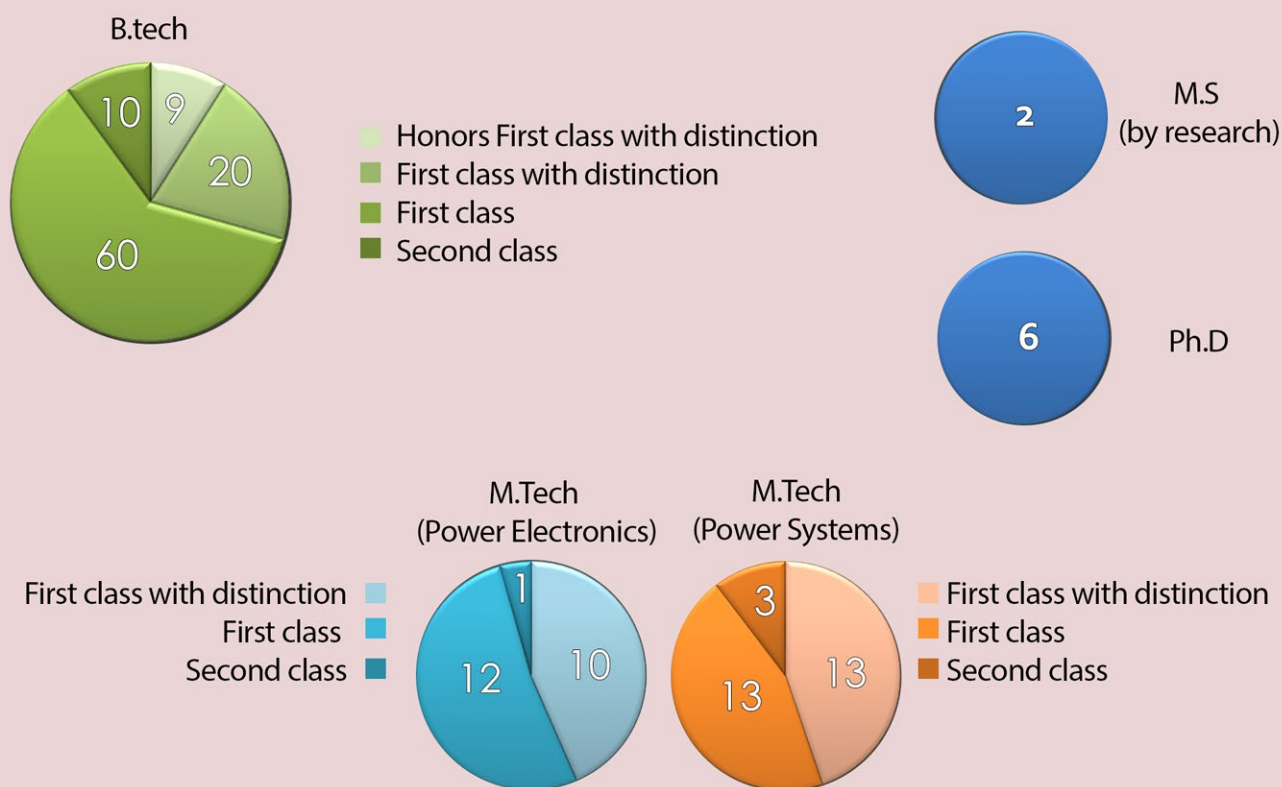 B.tech
10
9
20
60
Honors First class with distinction
First class with distinction
First class
Second class
2
M.S
(by research)
6
Ph.D
M.Tech
(Power Electronics)
First class with distinction
First class
Second class
1
12
10
M.Tech
(Power Systems)
3
13
13
First class with distinction
First class
Second class